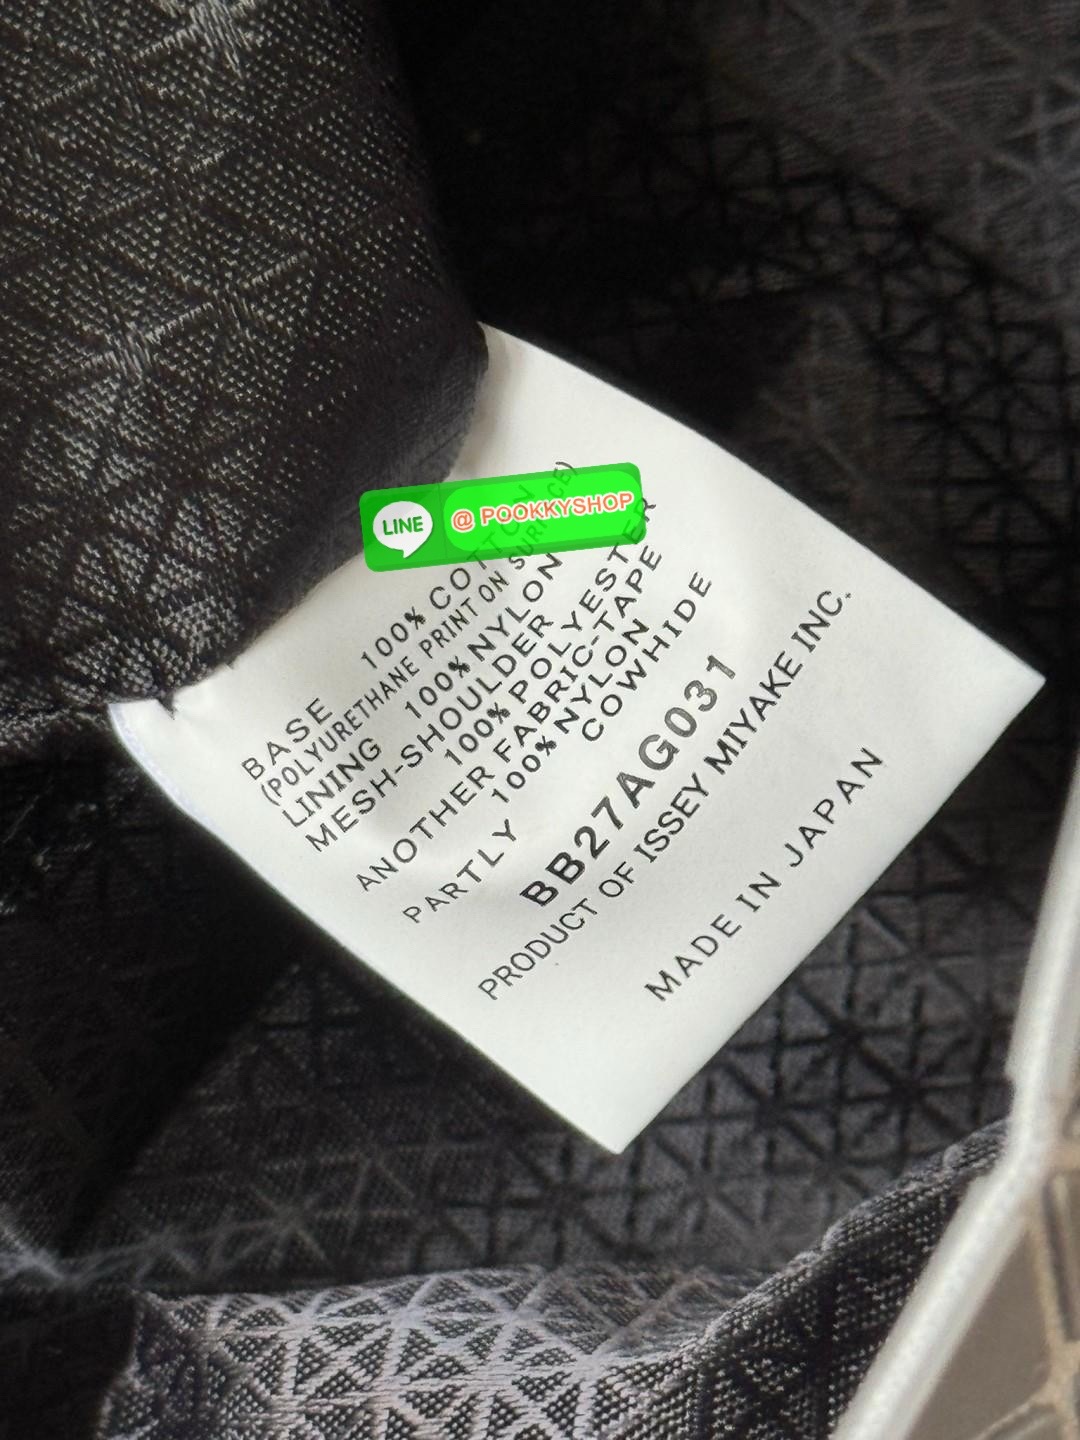 LINE @ POOKKYSHOP
BASE 100% COTTON
(POLYURETHANE PRINT ON SURFACE)
LINING 100% NYLON
MESH-SHOULDER
100% POLYESTER
ANOTHER FABRIC-TAPE
100% NYLON
PARTLY COWHIDE
BB27AG031
PRODUCT OF ISSEY MIYAKE INC.
MADE IN JAPAN